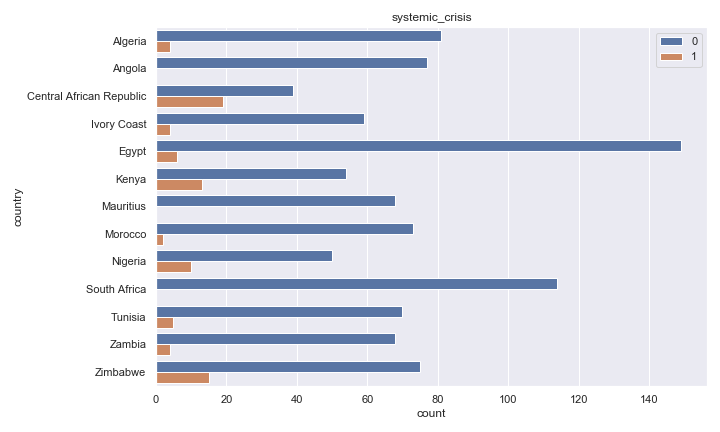 systemic_crisis
0
1
Algeria
Angola
Central African Republic
Ivory Coast
Egypt
Kenya
Mauritius
Morocco
Nigeria
South Africa
Tunisia
Zambia
Zimbabwe
country
0 20 40 60 80 100 120 140
count